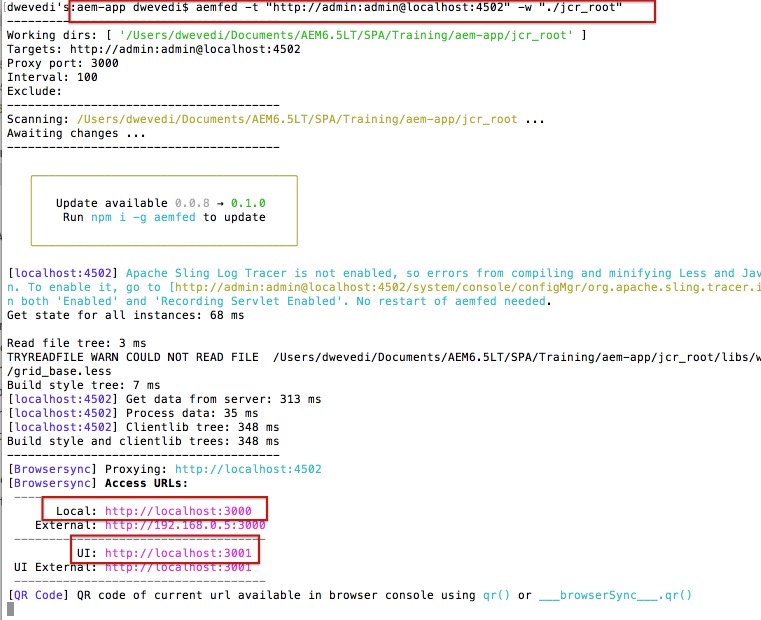 dwevedi's:aem-app dwevedi$ aemfed -t "http://admin:admin@localhost:4502" -w "./jcr_root"
---------------------------------------
Working dirs: [ '/Users/dwevedi/Documents/AEM6.5LT/SPA/Training/aem-app/jcr_root' ]
Targets: http://admin:admin@localhost:4502
Proxy port: 3000
Interval: 100
Exclude:
---------------------------------------
Scanning: /Users/dwevedi/Documents/AEM6.5LT/SPA/Training/aem-app/jcr_root ...
Awaiting changes ...
---------------------------------------
Update available 0.0.8 → 0.1.0
Run npm i -g aemfed to update
[localhost:4502] Apache Sling Log Tracer is not enabled, so errors from compiling and minifying Less and Jav
n. To enable it, go to [http://admin:admin@localhost:4502/system/console/configMgr/org.apache.sling.tracer.i
n both 'Enabled' and 'Recording Servlet Enabled'. No restart of aemfed needed.
Get state for all instances: 68 ms
Read file tree: 3 ms
TRYREADFILE WARN COULD NOT READ FILE  /Users/dwevedi/Documents/AEM6.5LT/SPA/Training/aem-app/jcr_root/libs/w
/grid_base.less
Build style tree: 7 ms
[localhost:4502] Get data from server: 313 ms
[localhost:4502] Process data: 35 ms
[localhost:4502] Clientlib tree: 348 ms
Build style and clientlib trees: 348 ms
---------------------------------------
[Browsersync] Proxying: http://localhost:4502
[Browsersync] Access URLs:
------------------------------------
Local: http://localhost:3000
External: http://192.168.0.5:3000
------------------------------------
UI: http://localhost:3001
UI External: http://localhost:3001
------------------------------------
[QR Code] QR code of current url available in browser console using qr() or ___browserSync___.qr()